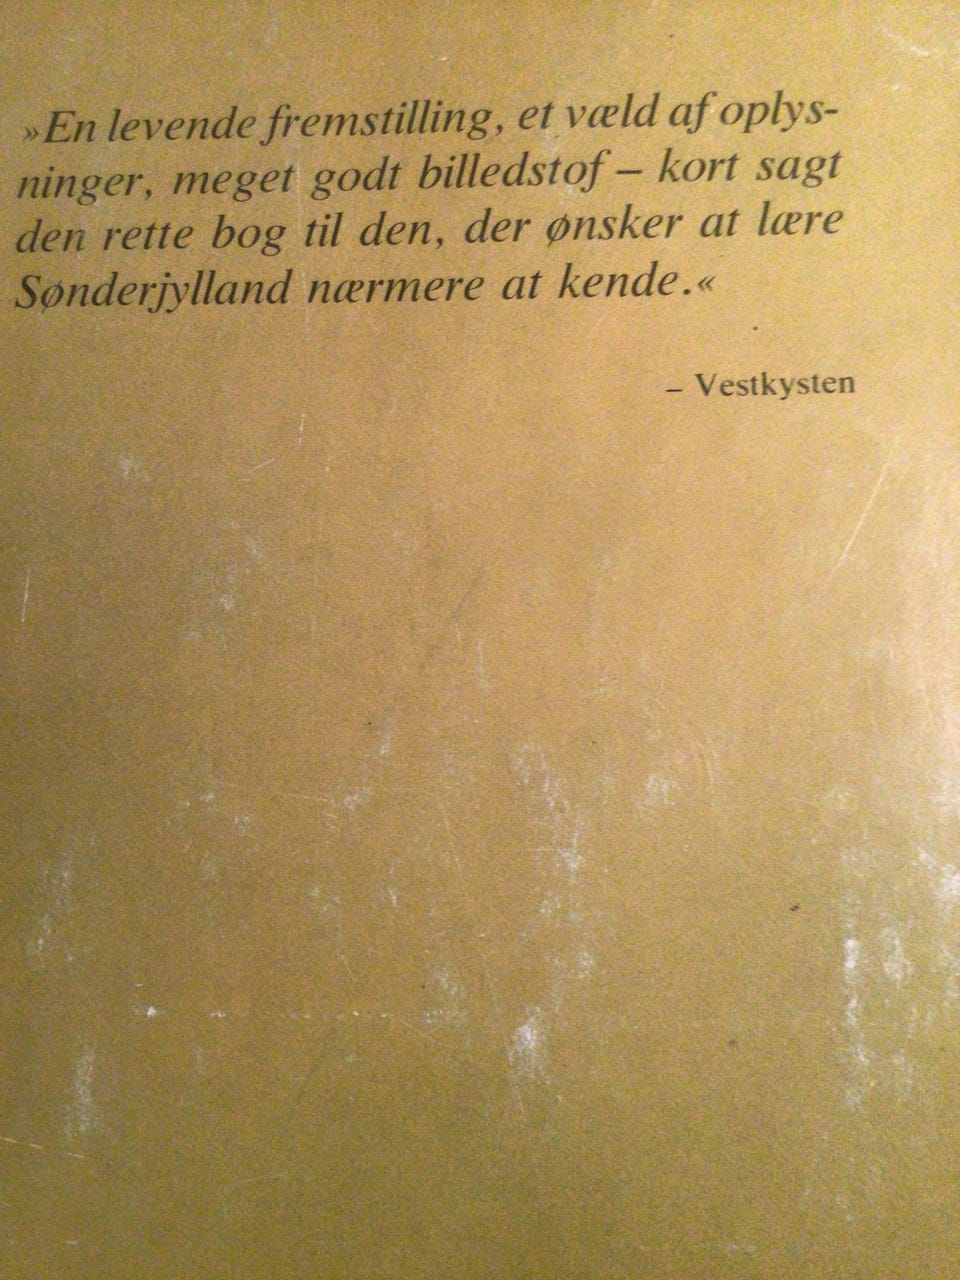 »En levende fremstilling, et væld af oplys-
ninger, meget godt billedstof – kort sagt
den rette bog til den, der ønsker at lære
Sønderjylland nærmere at kende.«
– Vestkysten